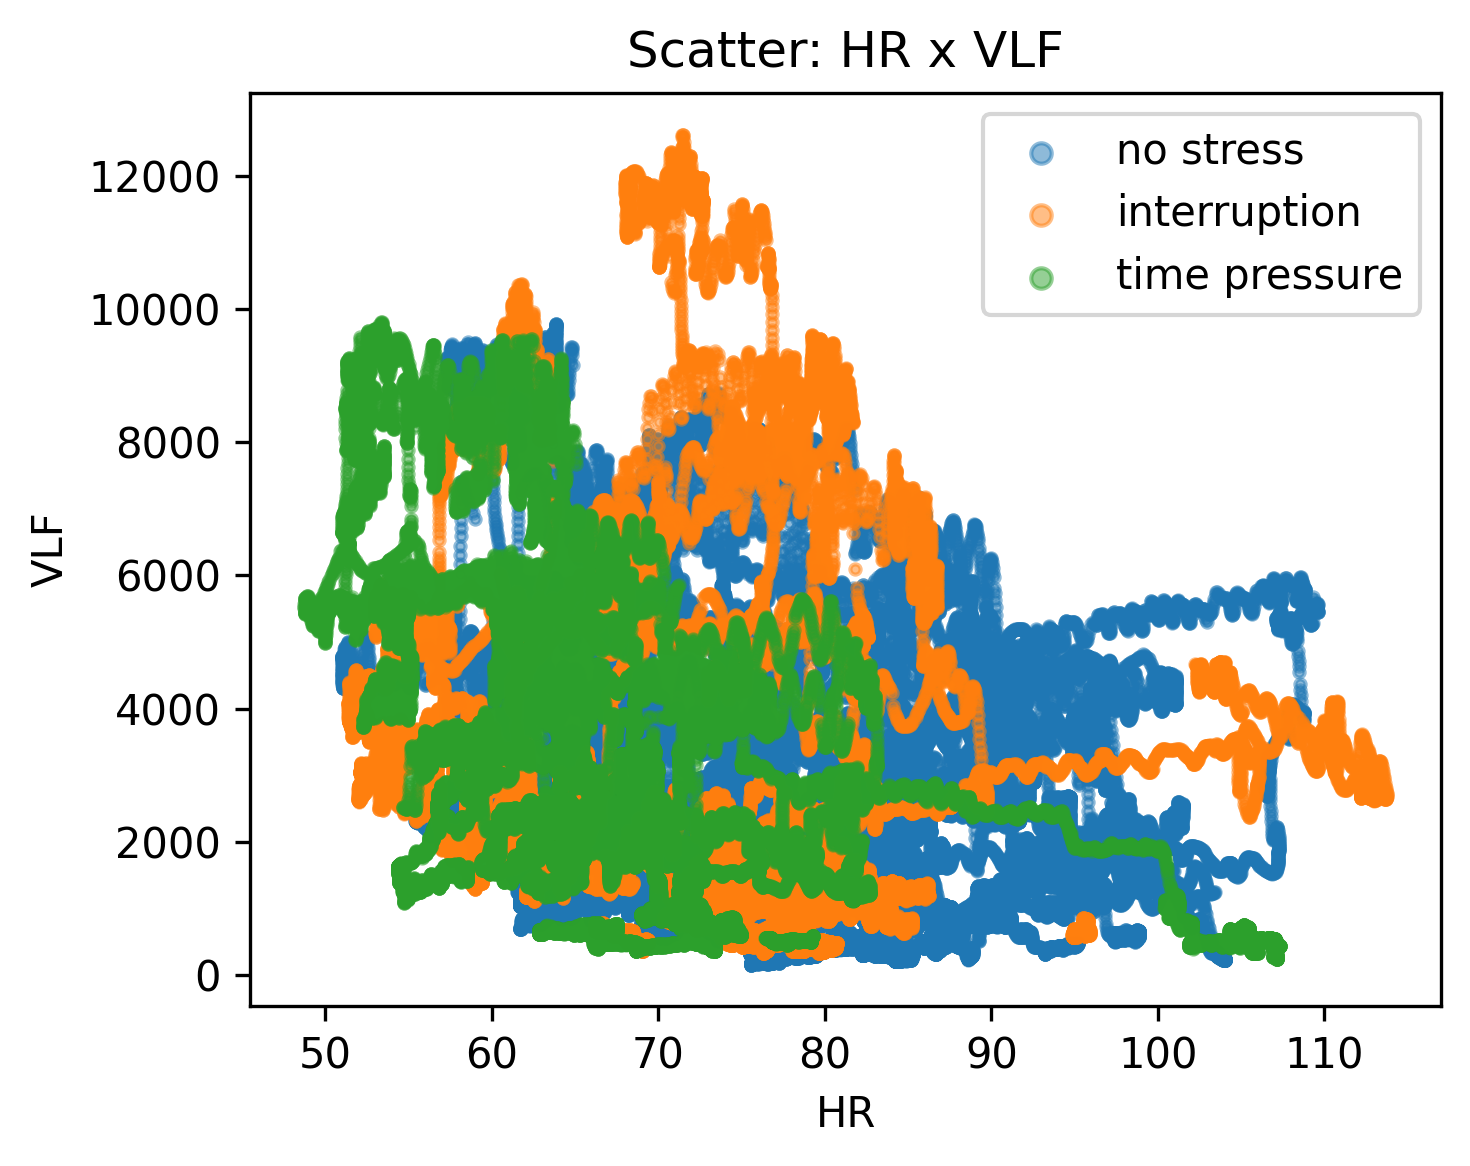 Scatter: HR x VLF
no stress
interruption
time pressure
12000
10000
8000
6000
4000
2000
0
VLF
50 60 70 80 90 100 110
HR